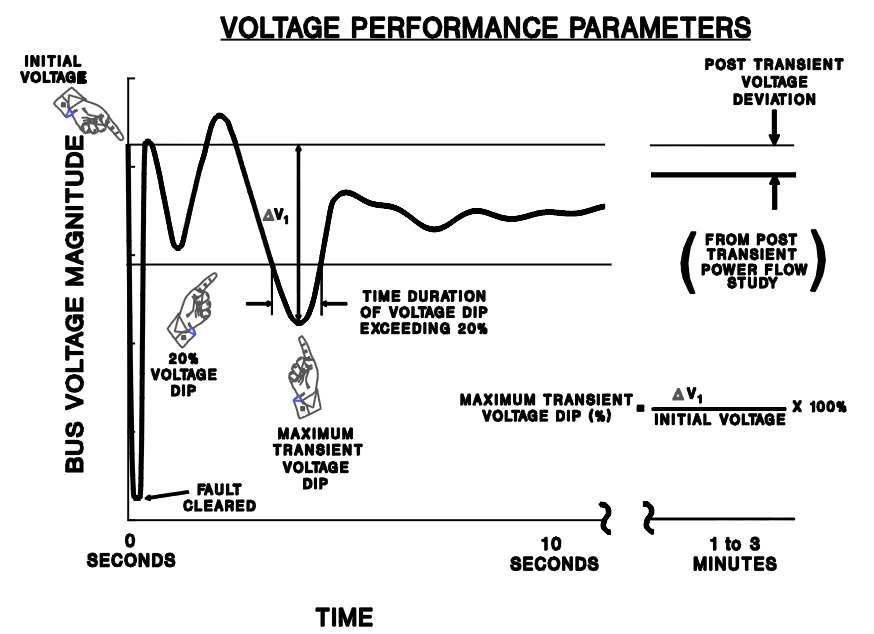 VOLTAGE PERFORMANCE PARAMETERS
INITIAL
VOLTAGE
POST TRANSIENT
VOLTAGE
DEVIATION
BUS VOLTAGE MAGNITUDE
ΔV₁
(FROM POST
TRANSIENT
POWER FLOW
STUDY)
TIME DURATION
OF VOLTAGE DIP
EXCEEDING 20%
20%
VOLTAGE
DIP
MAXIMUM TRANSIENT
VOLTAGE DIP (%)
= ΔV₁
INITIAL VOLTAGE
X 100%
MAXIMUM
TRANSIENT
VOLTAGE
DIP
FAULT
CLEARED
0
SECONDS
10
SECONDS
1 to 3
MINUTES
TIME